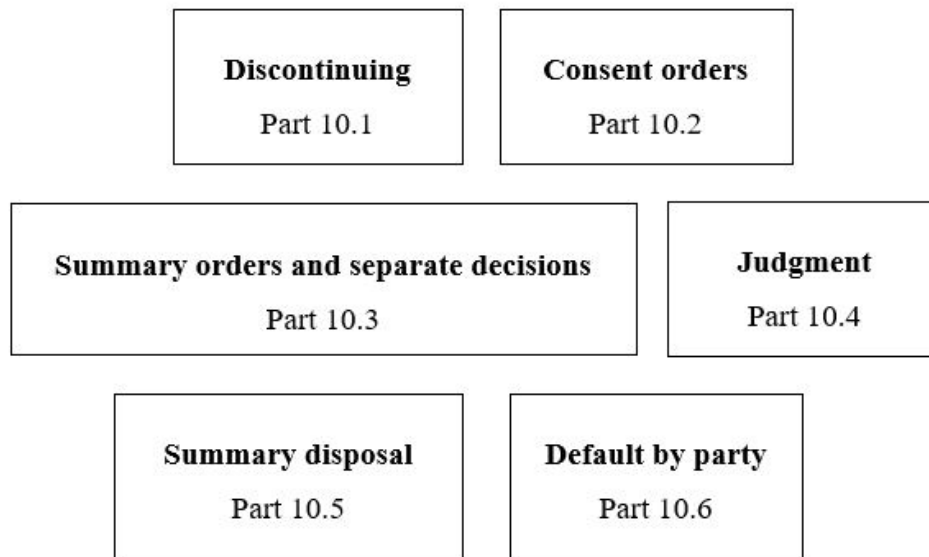 Discontinuing
Part 10.1
Consent orders
Part 10.2
Summary orders and separate decisions
Part 10.3
Judgment
Part 10.4
Summary disposal
Part 10.5
Default by party
Part 10.6